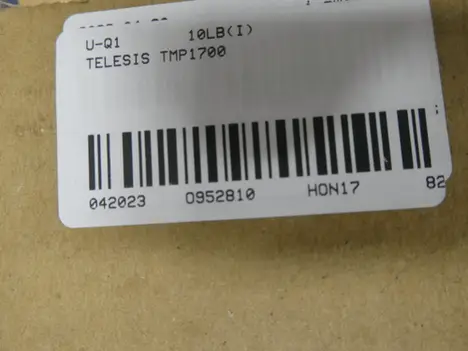 U-Q1 10LB(I)
TELESIS TMP1700
042023 0952810 HON17 82